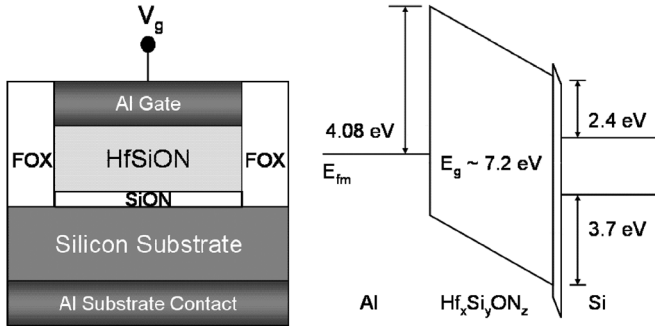 V_g
Al Gate
FOX HfSiON FOX
SiON
Silicon Substrate
Al Substrate Contact
4.08 eV
2.4 eV
E_fm
E_g ~ 7.2 eV
3.7 eV
Al Hf_xSi_yON_z Si